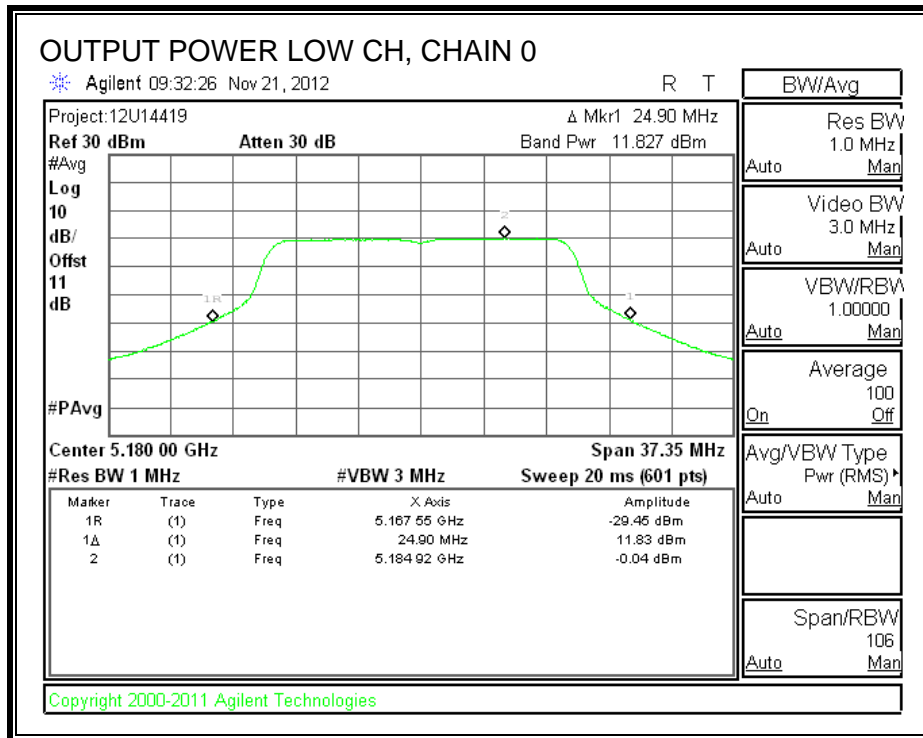 OUTPUT POWER LOW CH, CHAIN 0
Agilent 09:32:26 Nov 21, 2012 R T
Project:12U14419 Δ Mkr1 24.90 MHz
Ref 30 dBm Atten 30 dB Band Pwr 11.827 dBm
#Avg
Log
10
dB/
Offst
11
dB
#PAvg
2
1R
1
Center 5.180 00 GHz Span 37.35 MHz
#Res BW 1 MHz #VBW 3 MHz Sweep 20 ms (601 pts)
Marker Trace Type X Axis Amplitude
1R (1) Freq 5.167 55 GHz -29.45 dBm
1Δ (1) Freq 24.90 MHz 11.83 dBm
2 (1) Freq 5.184 92 GHz -0.04 dBm
Copyright 2000-2011 Agilent Technologies
BW/Avg
Res BW
1.0 MHz
Auto Man
Video BW
3.0 MHz
Auto Man
VBW/RBW
1.00000
Auto Man
Average
100
On Off
Avg/VBW Type
Pwr (RMS)
Auto Man
Span/RBW
106
Auto Man